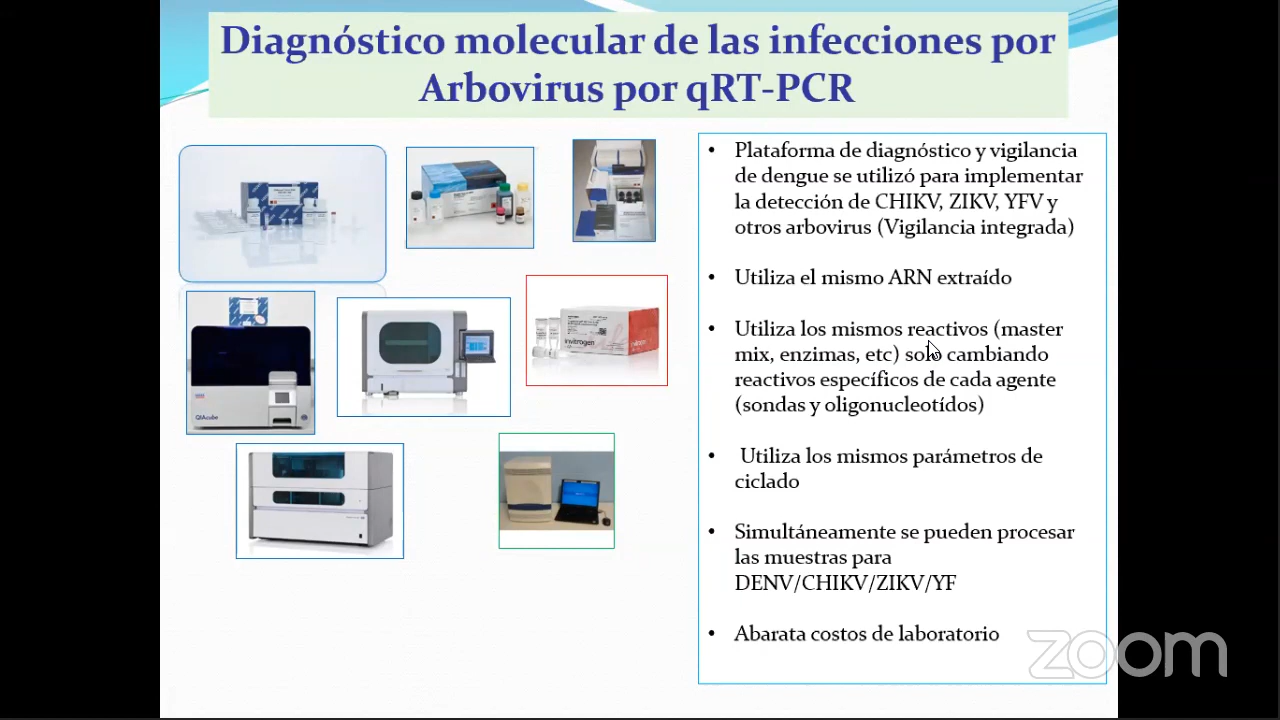 Diagnóstico molecular de las infecciones por
Arbovirus por qRT-PCR
• Plataforma de diagnóstico y vigilancia
de dengue se utilizó para implementar
la detección de CHIKV, ZIKV, YFV y
otros arbovirus (Vigilancia integrada)
• Utiliza el mismo ARN extraído
• Utiliza los mismos reactivos (master
mix, enzimas, etc) solo cambiando
reactivos específicos de cada agente
(sondas y oligonucleotídos)
• Utiliza los mismos parámetros de
ciclado
• Simultáneamente se pueden procesar
las muestras para
DENV/CHIKV/ZIKV/YF
• Abarata costos de laboratorio
invitrogen
QIAcube
zoom